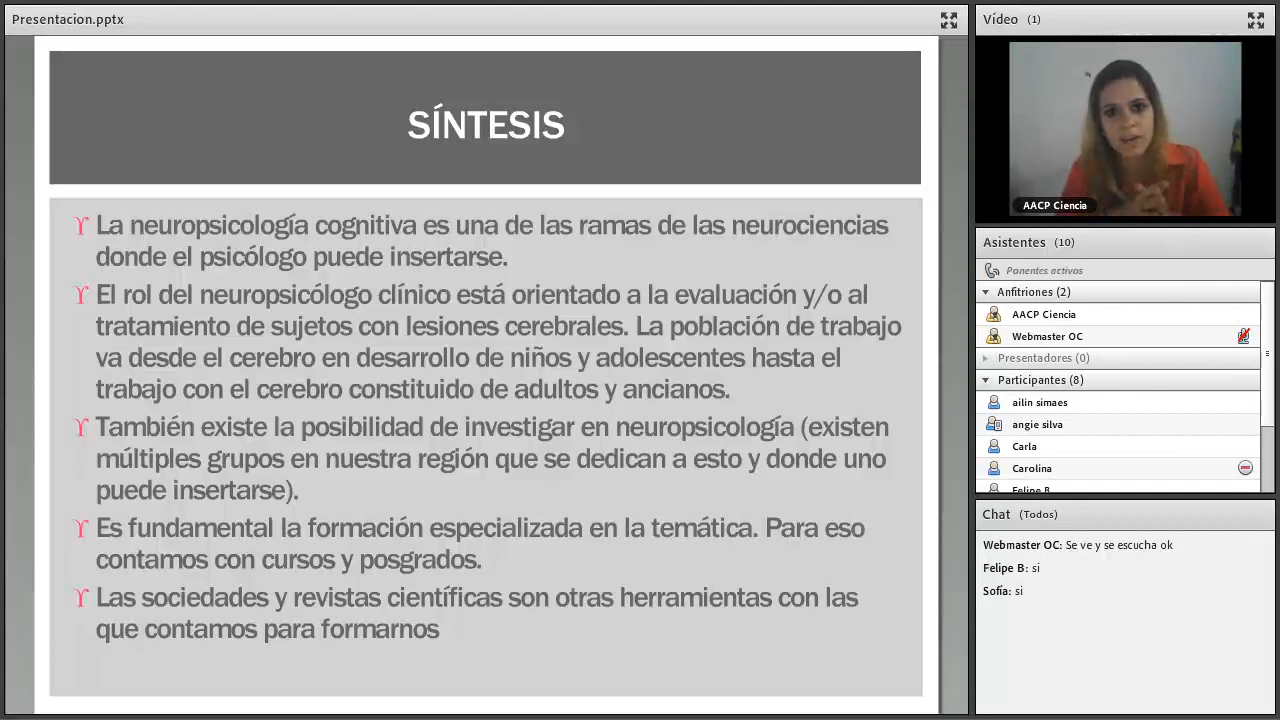 Presentacion.pptx
SÍNTESIS
La neuropsicología cognitiva es una de las ramas de las neurociencias
donde el psicólogo puede insertarse.
El rol del neuropsicólogo clínico está orientado a la evaluación y/o al
tratamiento de sujetos con lesiones cerebrales. La población de trabajo
va desde el cerebro en desarrollo de niños y adolescentes hasta el
trabajo con el cerebro constituido de adultos y ancianos.
También existe la posibilidad de investigar en neuropsicología (existen
múltiples grupos en nuestra región que se dedican a esto y donde uno
puede insertarse).
Es fundamental la formación especializada en la temática. Para eso
contamos con cursos y posgrados.
Las sociedades y revistas científicas son otras herramientas con las
que contamos para formarnos
Vídeo (1)
AACP Ciencia
Asistentes (10)
Ponentes activos
Anfitriones (2)
AACP Ciencia
Webmaster OC
Presentadores (0)
Participantes (8)
ailin simaes
angie silva
Carla
Carolina
Felipe B
Chat (Todos)
Webmaster OC: Se ve y se escucha ok
Felipe B: si
Sofía: si